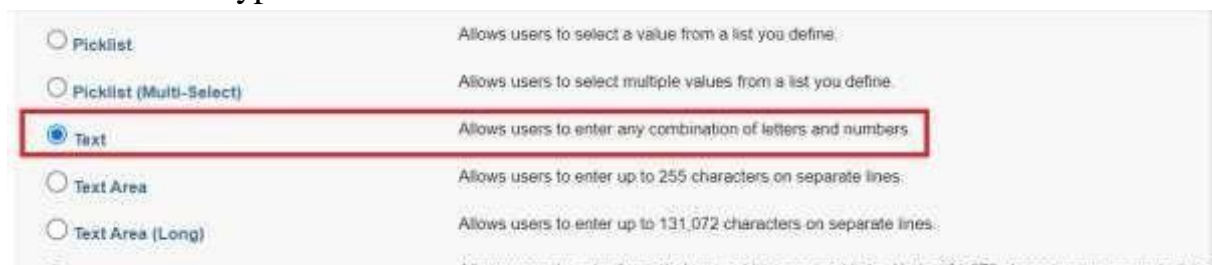 Picklist Allows users to select a value from a list you define.
Picklist (Multi-Select) Allows users to select multiple values from a list you define.
Text Allows users to enter any combination of letters and numbers.
Text Area Allows users to enter up to 255 characters on separate lines.
Text Area (Long) Allows users to enter up to 131,072 characters on separate lines.